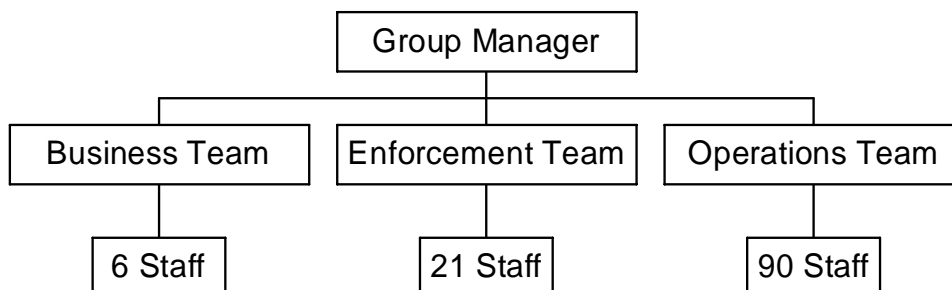 Group Manager
Business Team
Enforcement Team
Operations Team
6 Staff
21 Staff
90 Staff